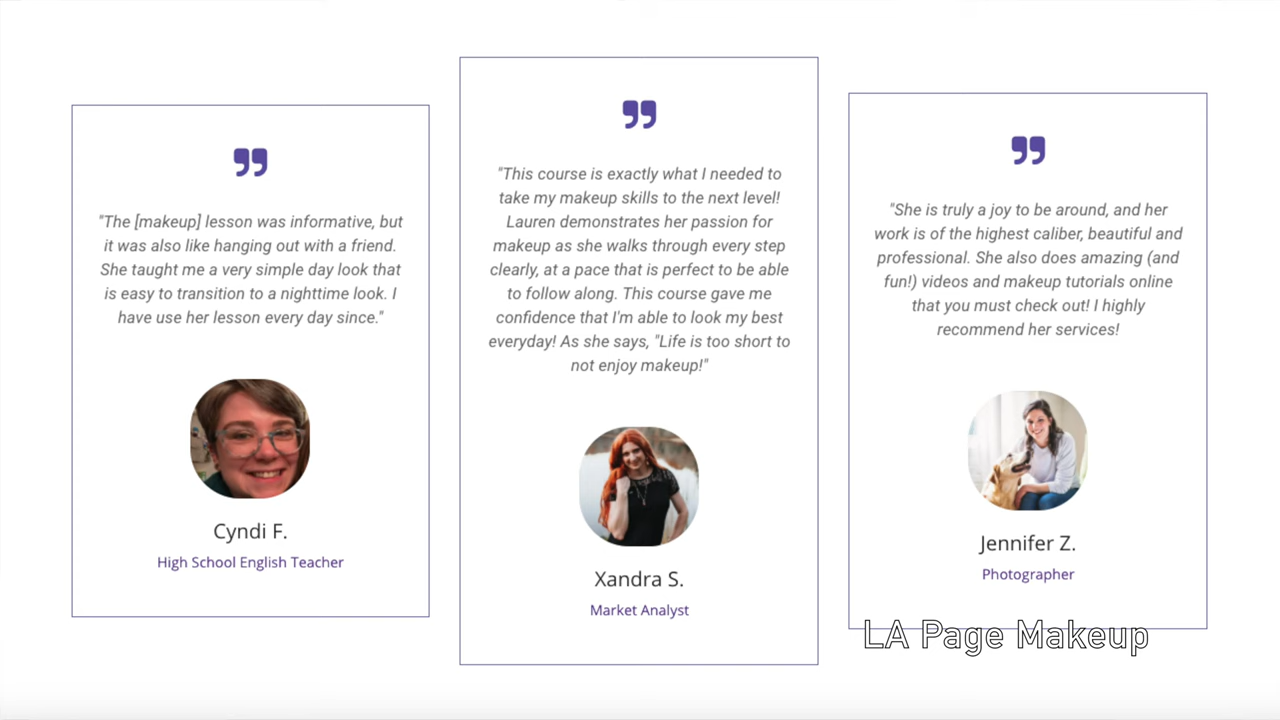 "The [makeup] lesson was informative, but
it was also like hanging out with a friend.
She taught me a very simple day look that
is easy to transition to a nighttime look. I
have use her lesson every day since."
Cyndi F.
High School English Teacher
"This course is exactly what I needed to
take my makeup skills to the next level!
Lauren demonstrates her passion for
makeup as she walks through every step
clearly, at a pace that is perfect to be able
to follow along. This course gave me
confidence that I'm able to look my best
everyday! As she says, "Life is too short to
not enjoy makeup!"
Xandra S.
Market Analyst
"She is truly a joy to be around, and her
work is of the highest caliber, beautiful and
professional. She also does amazing (and
fun!) videos and makeup tutorials online
that you must check out! I highly
recommend her services!
Jennifer Z.
Photographer
LA Page Makeup